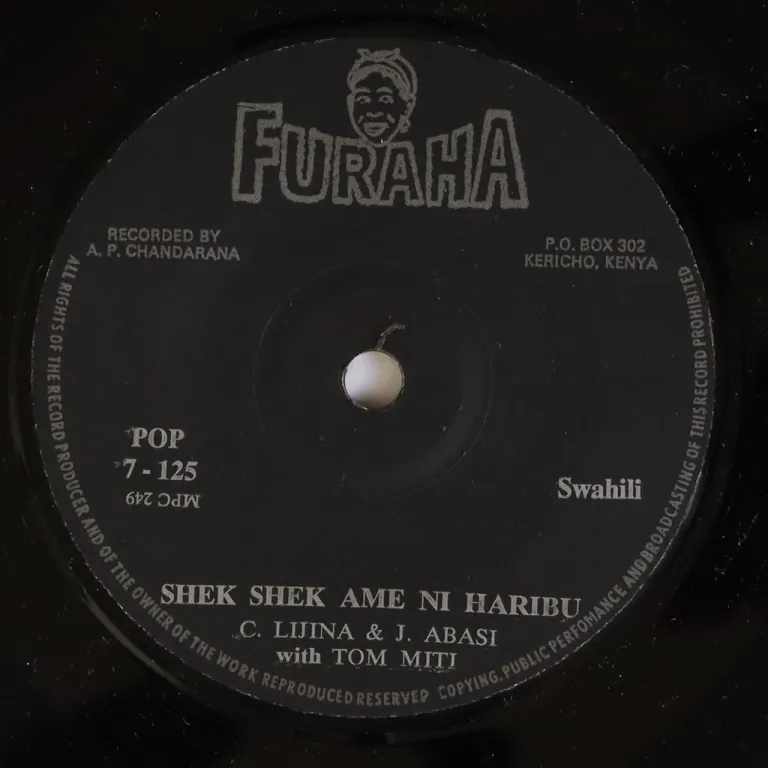 FURAHA
RECORDED BY
A. P. CHANDARANA
P.O. BOX 302
KERICHO, KENYA
POP
7 - 125
MPC 249
Swahili
SHEK SHEK AME NI HARIBU
C. LIJINA & J. ABASI
with TOM MITI
ALL RIGHTS OF THE RECORD PRODUCER AND OF THE OWNER OF THE WORK REPRODUCED RESERVED COPYING, PUBLIC PERFOMANCE AND BROADCASTING OF THIS RECORD PROHIBITED